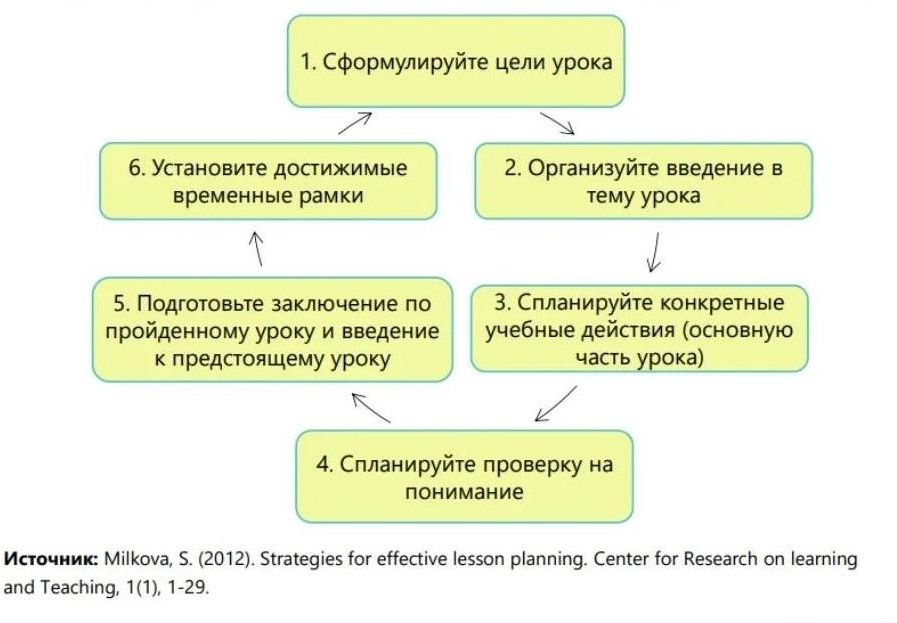 1. Сформулируйте цели урока
2. Организуйте введение в
тему урока
3. Спланируйте конкретные
учебные действия (основную
часть урока)
4. Спланируйте проверку на
понимание
5. Подготовьте заключение по
пройденному уроку и введение
к предстоящему уроку
6. Установите достижимые
временные рамки
Источник: Milkova, S. (2012). Strategies for effective lesson planning. Center for Research on learning
and Teaching, 1(1), 1-29.